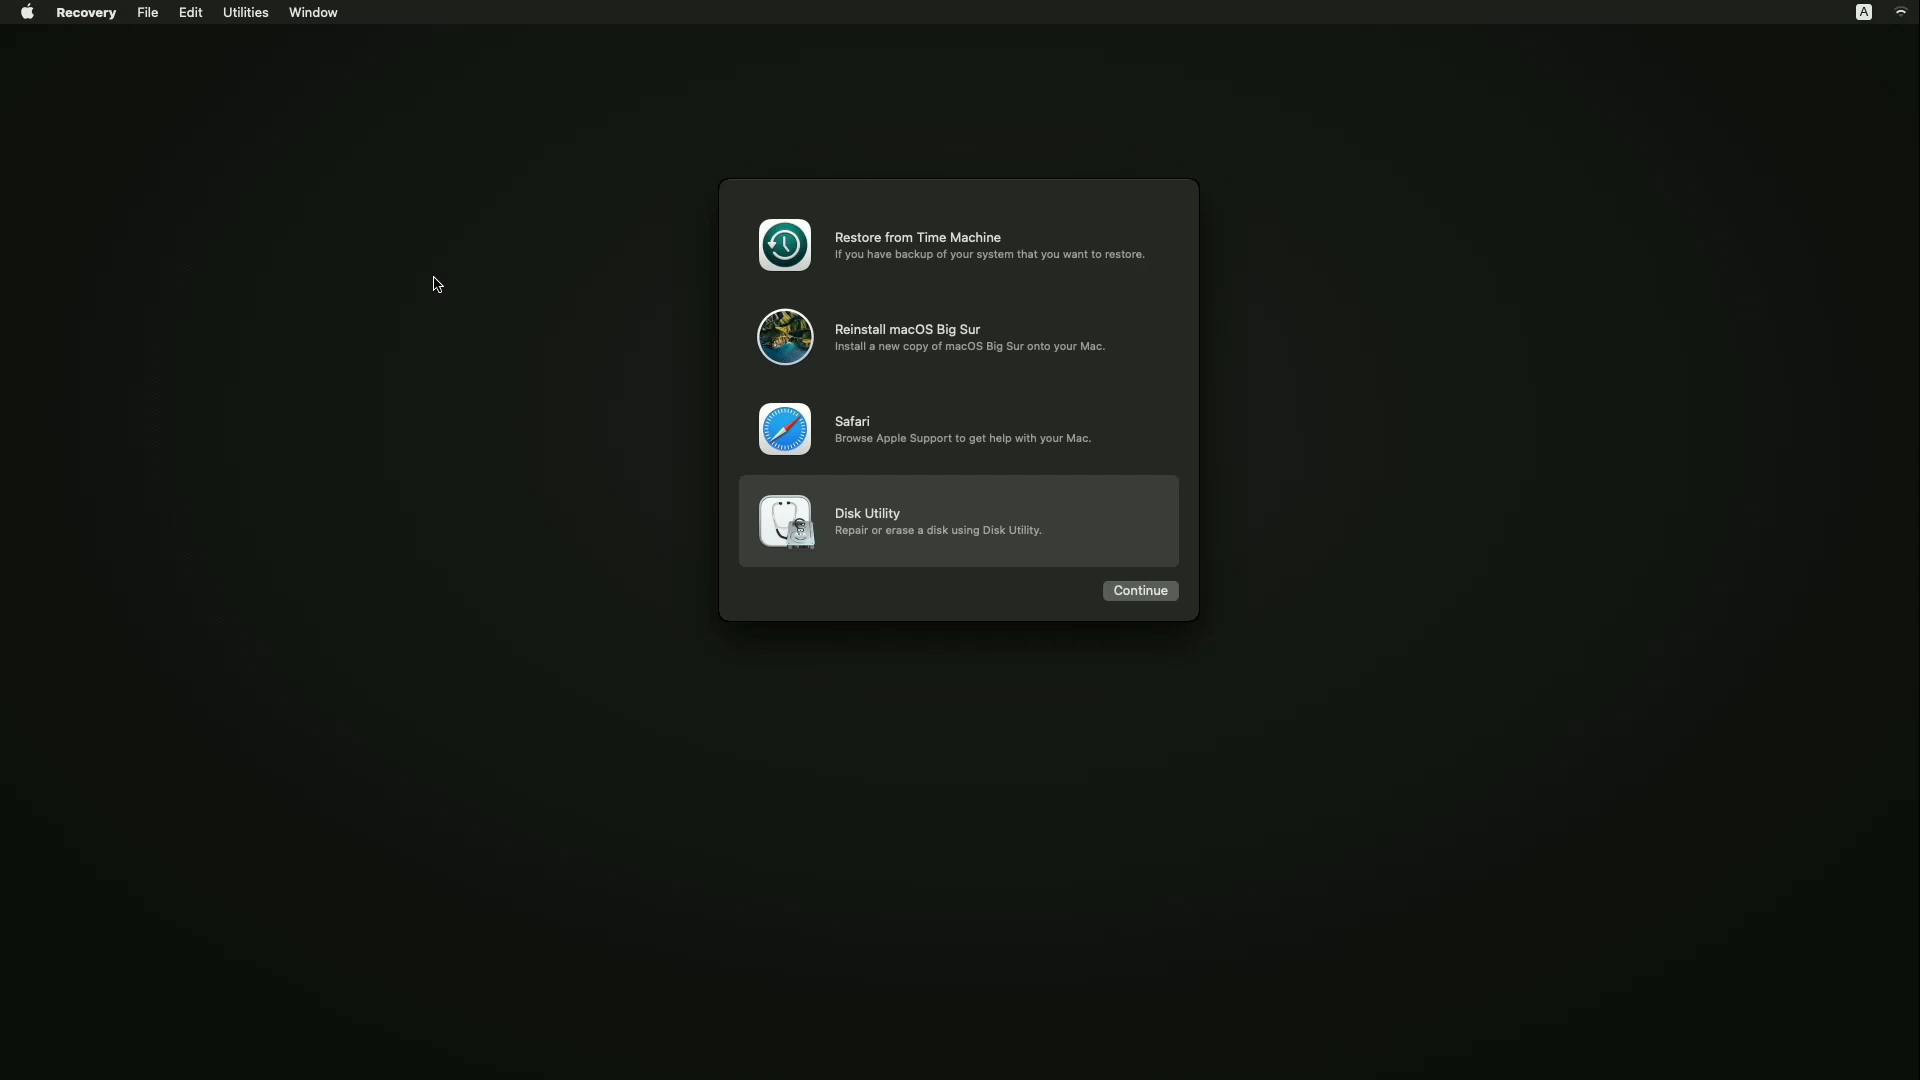 Recovery File Edit Utilities Window A
Restore from Time Machine
If you have backup of your system that you want to restore.
Reinstall macOS Big Sur
Install a new copy of macOS Big Sur onto your Mac.
Safari
Browse Apple Support to get help with your Mac.
Disk Utility
Repair or erase a disk using Disk Utility.
Continue